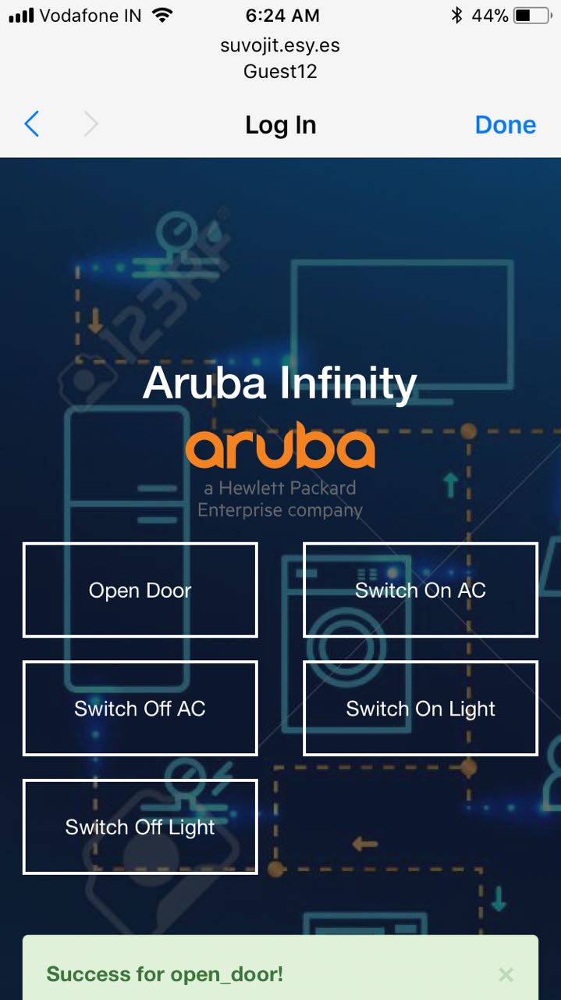 Vodafone IN 6:24 AM 44%
suvojit.esy.es
Guest12
Log In Done
123RF
Aruba Infinity
aruba
a Hewlett Packard
Enterprise company
Open Door Switch On AC
Switch Off AC Switch On Light
Switch Off Light
Success for open_door! ×